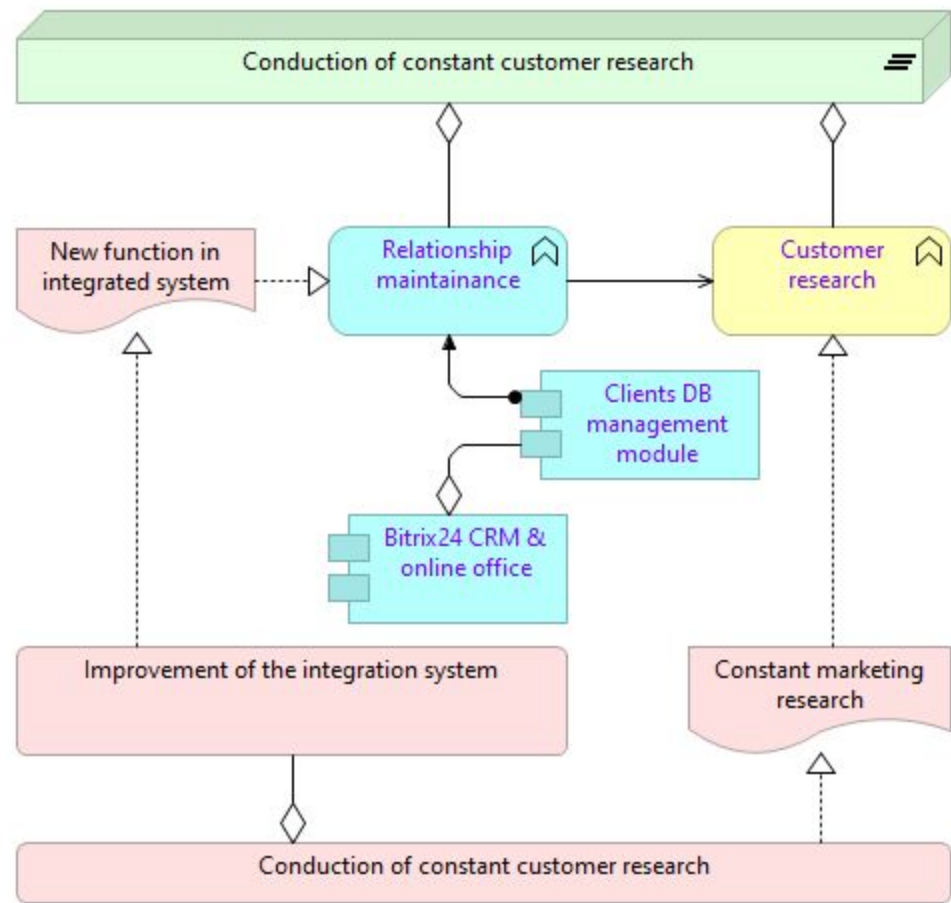 Conduction of constant customer research
New function in
integrated system
Relationship
maintainance
Customer
research
Clients DB
management
module
Bitrix24 CRM &
online office
Improvement of the integration system
Constant marketing
research
Conduction of constant customer research